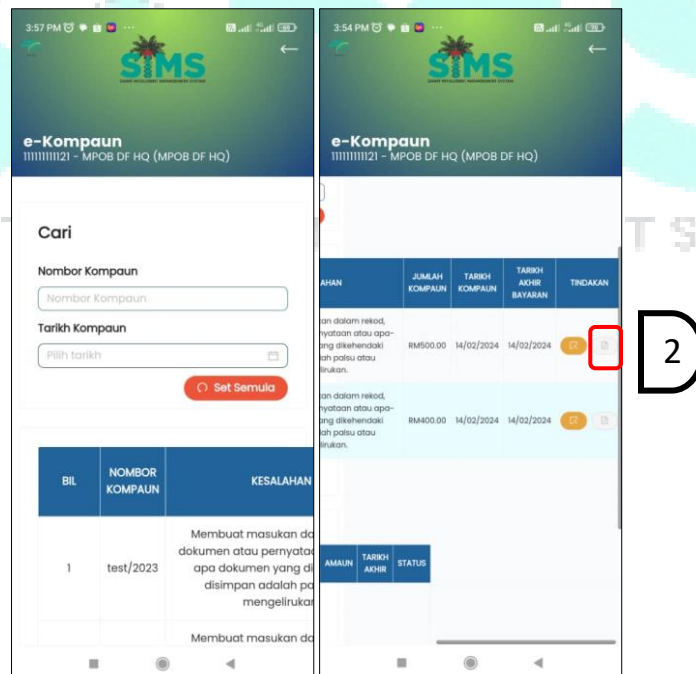 3:57 PM
69
SIMS
e-Kompaun
111111111121 - MPOB DF HQ (MPOB DF HQ)
Cari
Nombor Kompaun
Nombor Kompaun
Tarikh Kompaun
Pilih tarikh
Set Semula
BIL
NOMBOR
KOMPAUN
KESALAHAN
1
test/2023
Membuat masukan da
dokumen atau pernyataa
apa dokumen yang di
disimpan adalah pa
mengelirukan
Membuat masukan da
3:54 PM
70
SIMS
e-Kompaun
111111111121 - MPOB DF HQ (MPOB DF HQ)
AHAN
JUMLAH
KOMPAUN
TARIKH
KOMPAUN
TARIKH
AKHIR
BAYARAN
TINDAKAN
an dalam rekod,
nyataan atau apa-
ang dikehendaki
lah palsu atau
lirukan.
RM500.00
14/02/2024
14/02/2024
an dalam rekod,
nyataan atau apa-
ang dikehendaki
lah palsu atau
lirukan.
RM400.00
14/02/2024
14/02/2024
AMAUN
TARIKH
AKHIR
STATUS
2
T
T S